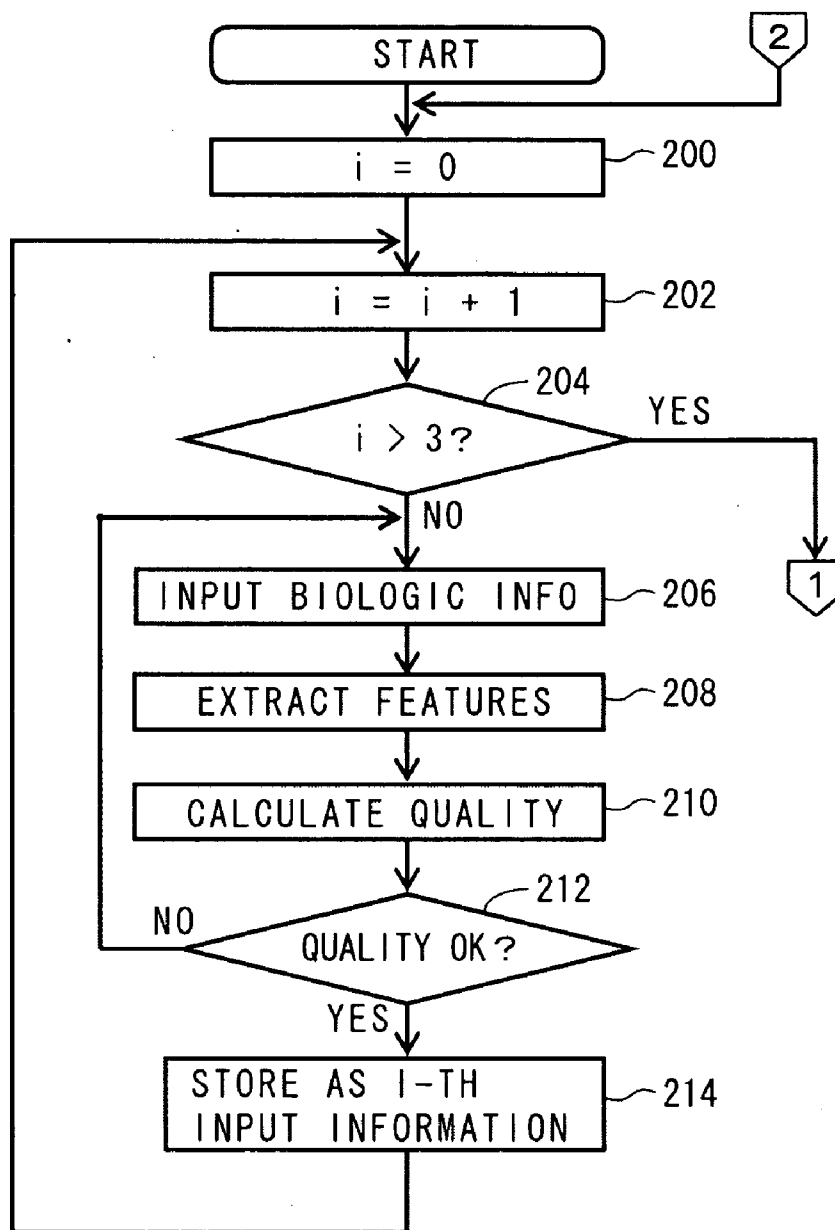 START
2
i = 0
200
i = i + 1
202
204
i > 3?
YES
NO
1
INPUT BIOLOGIC INFO
206
EXTRACT FEATURES
208
CALCULATE QUALITY
210
212
NO
QUALITY OK?
YES
STORE AS I-TH
INPUT INFORMATION
214